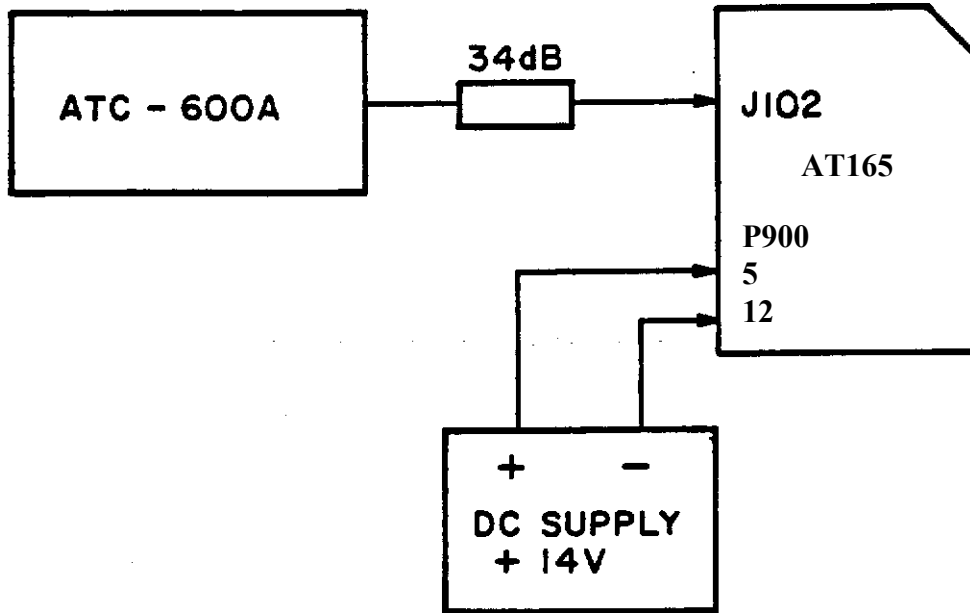 34dB
ATC - 600A
J102
AT165
P900
5
12
+ -
DC SUPPLY
+ 14V